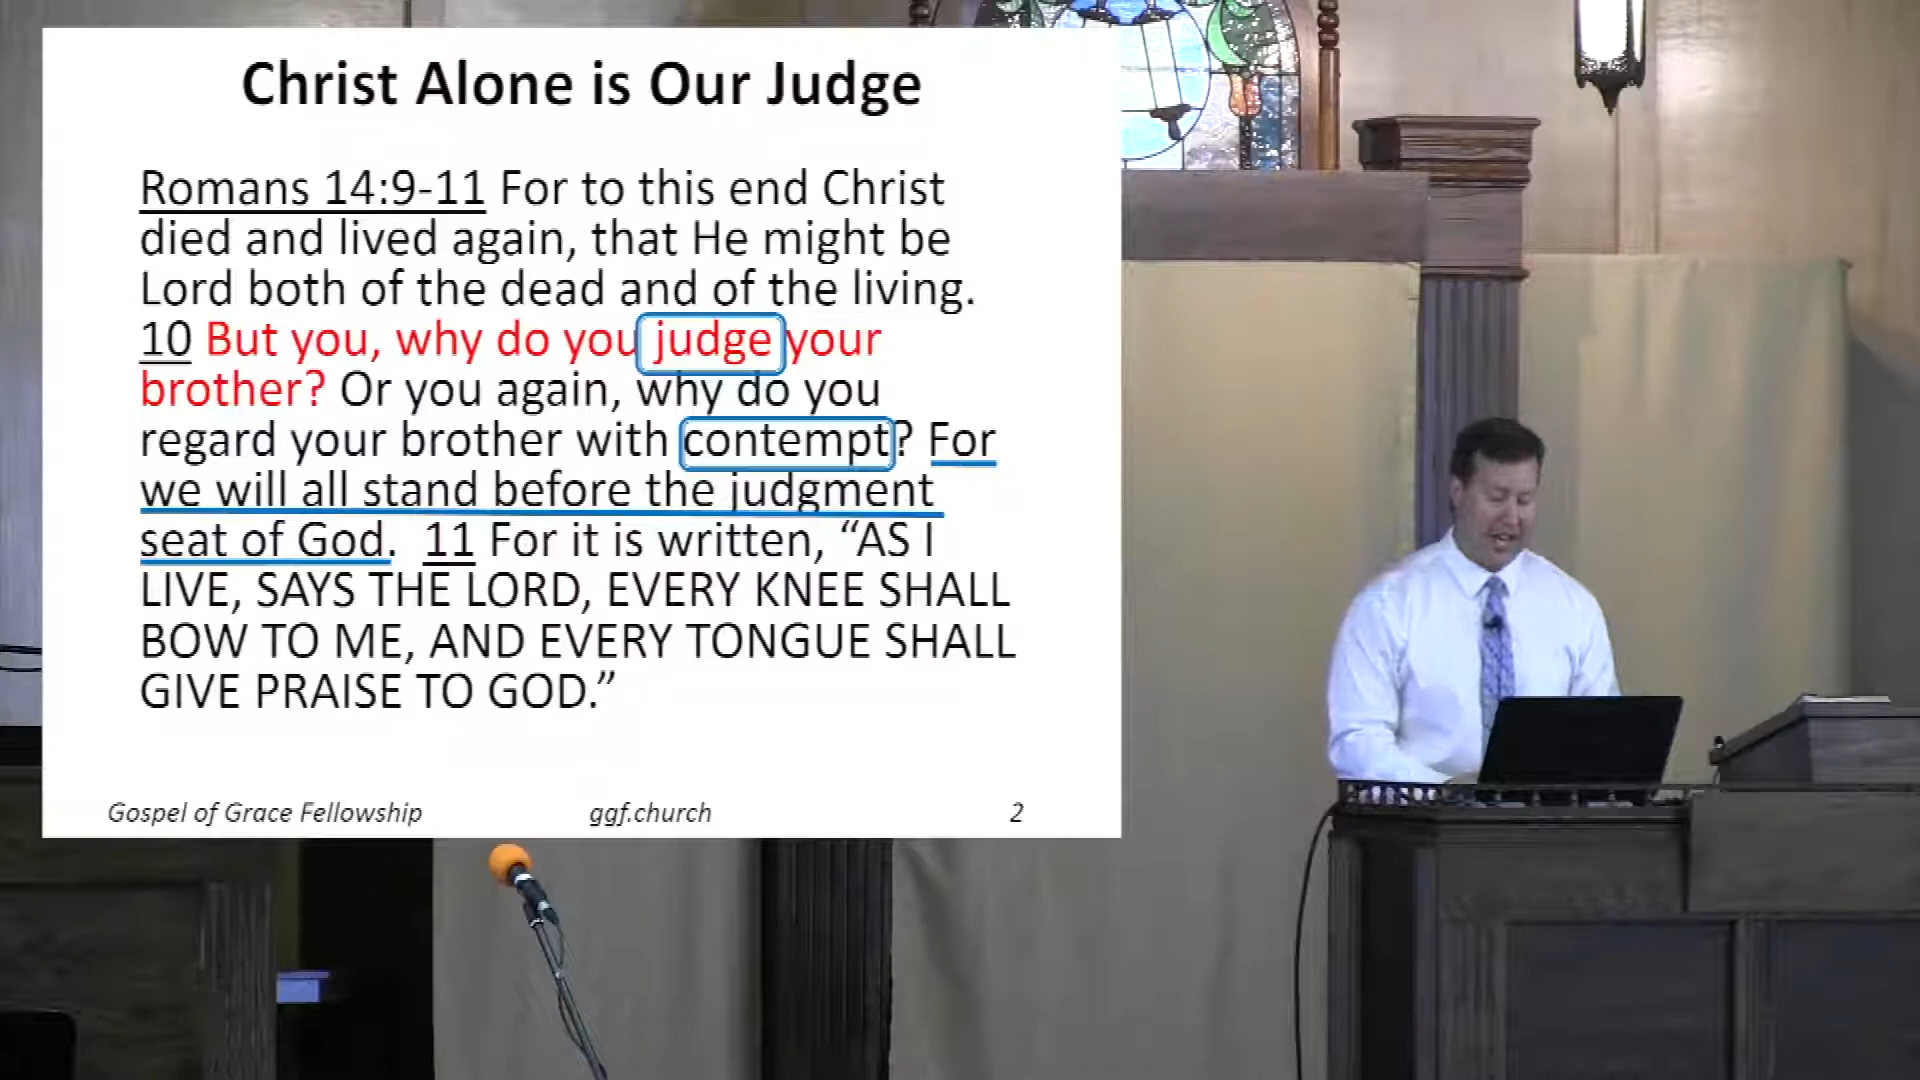 Christ Alone is Our Judge
Romans 14:9-11 For to this end Christ
died and lived again, that He might be
Lord both of the dead and of the living.
10 But you, why do you judge your
brother? Or you again, why do you
regard your brother with contempt? For
we will all stand before the judgment
seat of God. 11 For it is written, “AS I
LIVE, SAYS THE LORD, EVERY KNEE SHALL
BOW TO ME, AND EVERY TONGUE SHALL
GIVE PRAISE TO GOD.”
Gospel of Grace Fellowship ggf.church 2